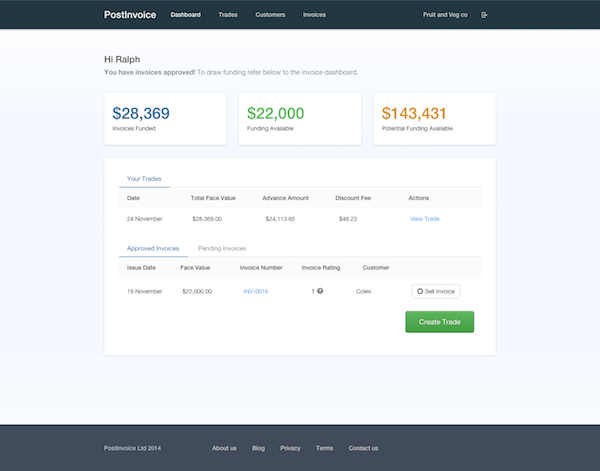 PostInvoice Dashboard Trades Customers Invoices Fruit and Veg co
Hi Ralph
You have invoices approved! To draw funding refer below to the invoice dashboard.
$28,369 $22,000 $143,431
Invoices Funded Funding Available Potential Funding Available
Your Trades
Date Total Face Value Advance Amount Discount Fee Actions
24 November $28,369.00 $24,113.65 $48.23 View Trade
Approved Invoices Pending Invoices
Issue Date Face Value Invoice Number Invoice Rating Customer
19 November $22,000.00 INV-0016 1 ? Coles Sell Invoice
Create Trade
PostInvoice Ltd 2014 About us Blog Privacy Terms Contact us